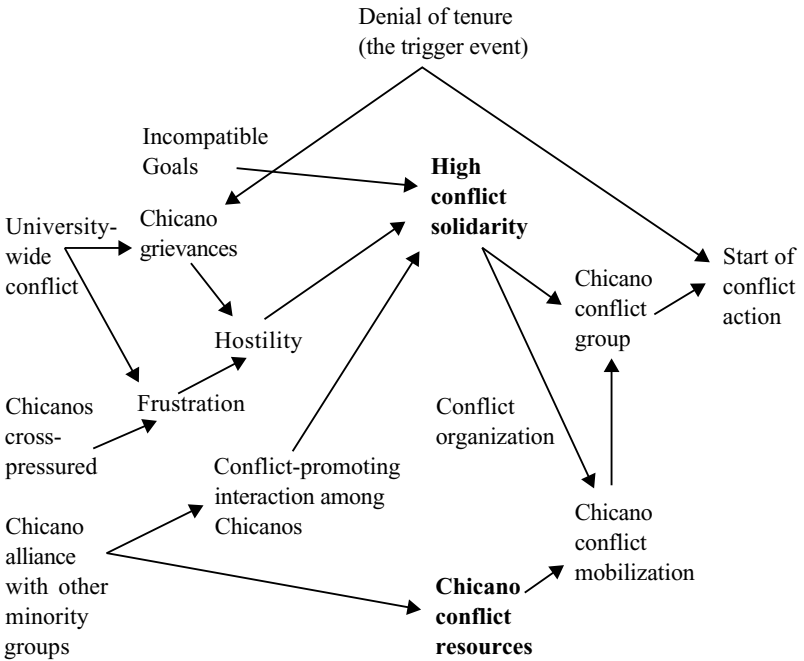 Denial of tenure
(the trigger event)
Incompatible
Goals
High
conflict
solidarity
University-
wide
conflict
Chicano
grievances
Start of
conflict
action
Chicano
conflict
group
Hostility
Chicanos
cross-
pressured
Frustration
Conflict
organization
Conflict-promoting
interaction among
Chicanos
Chicano
alliance
with other
minority
groups
Chicano
conflict
mobilization
Chicano
conflict
resources